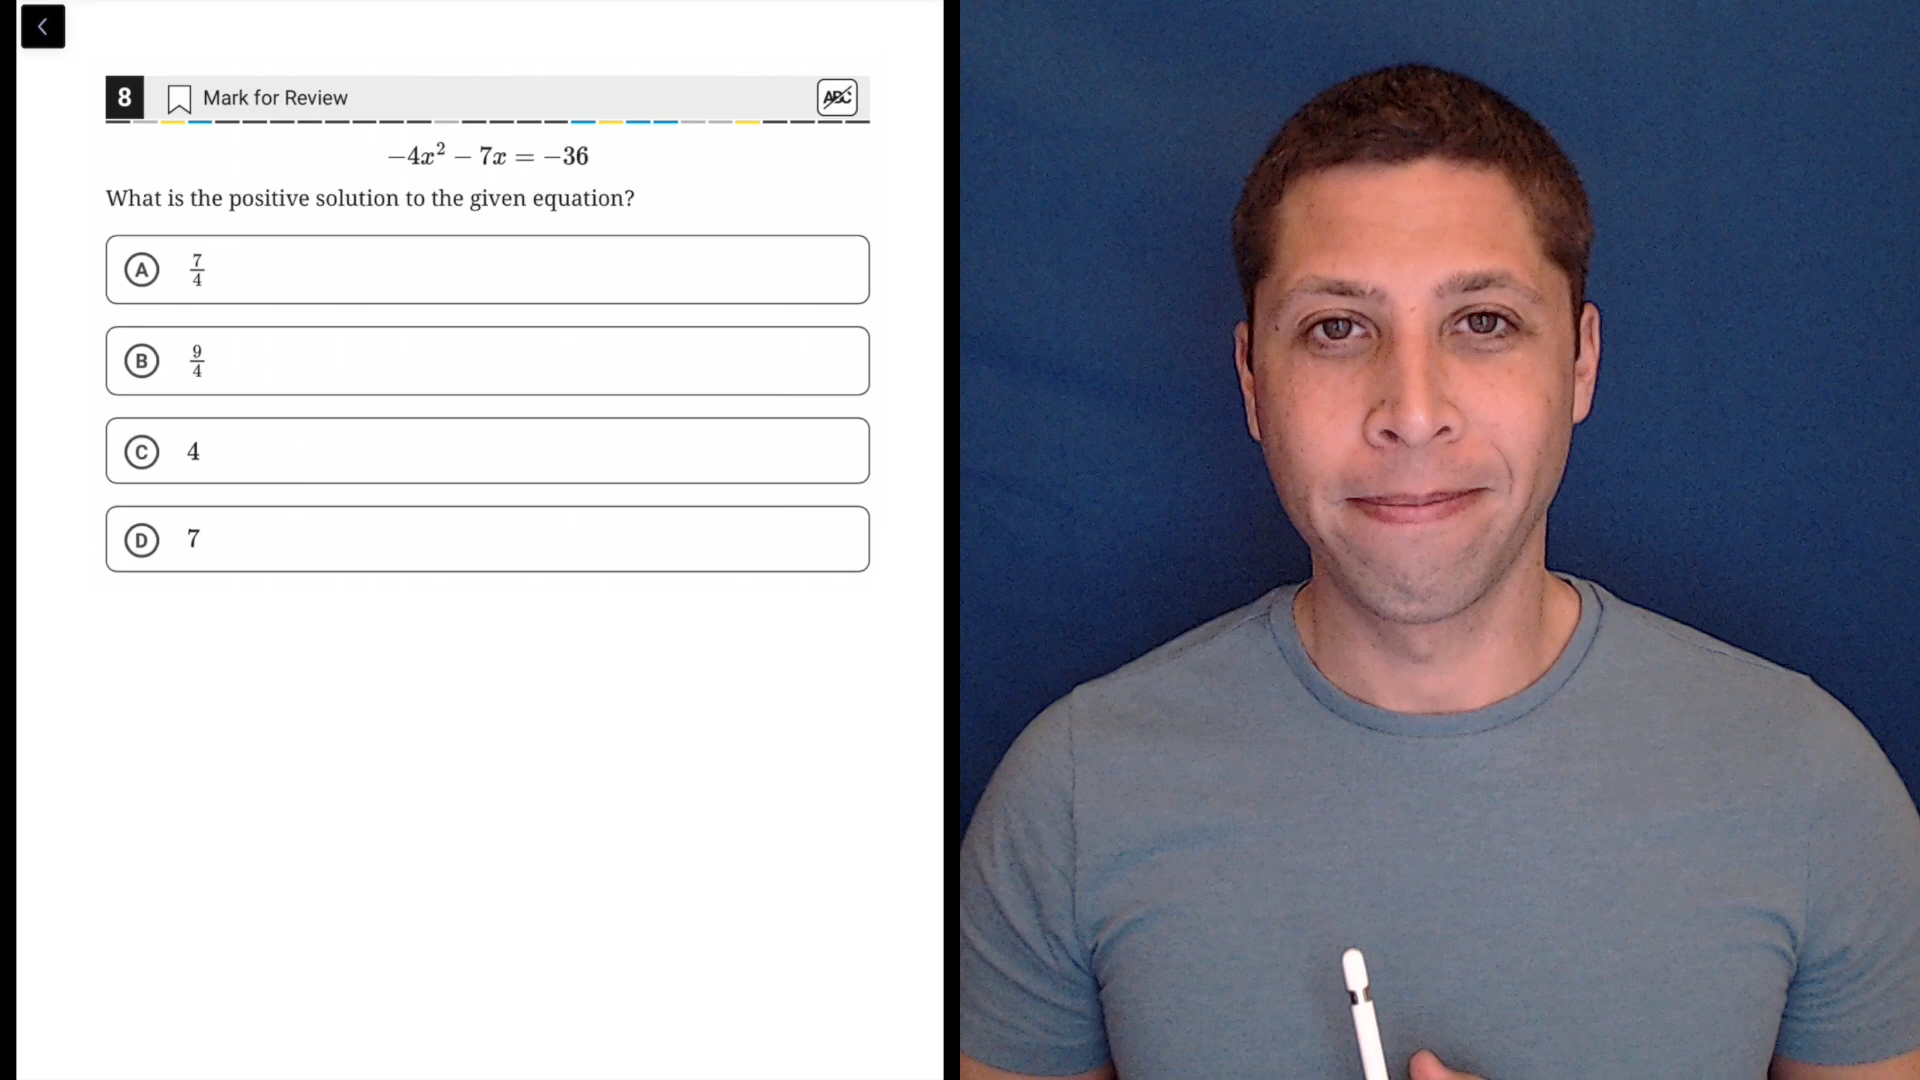 8 Mark for Review ABC
−4x² − 7x = −36
What is the positive solution to the given equation?
A 7/4
B 9/4
C 4
D 7